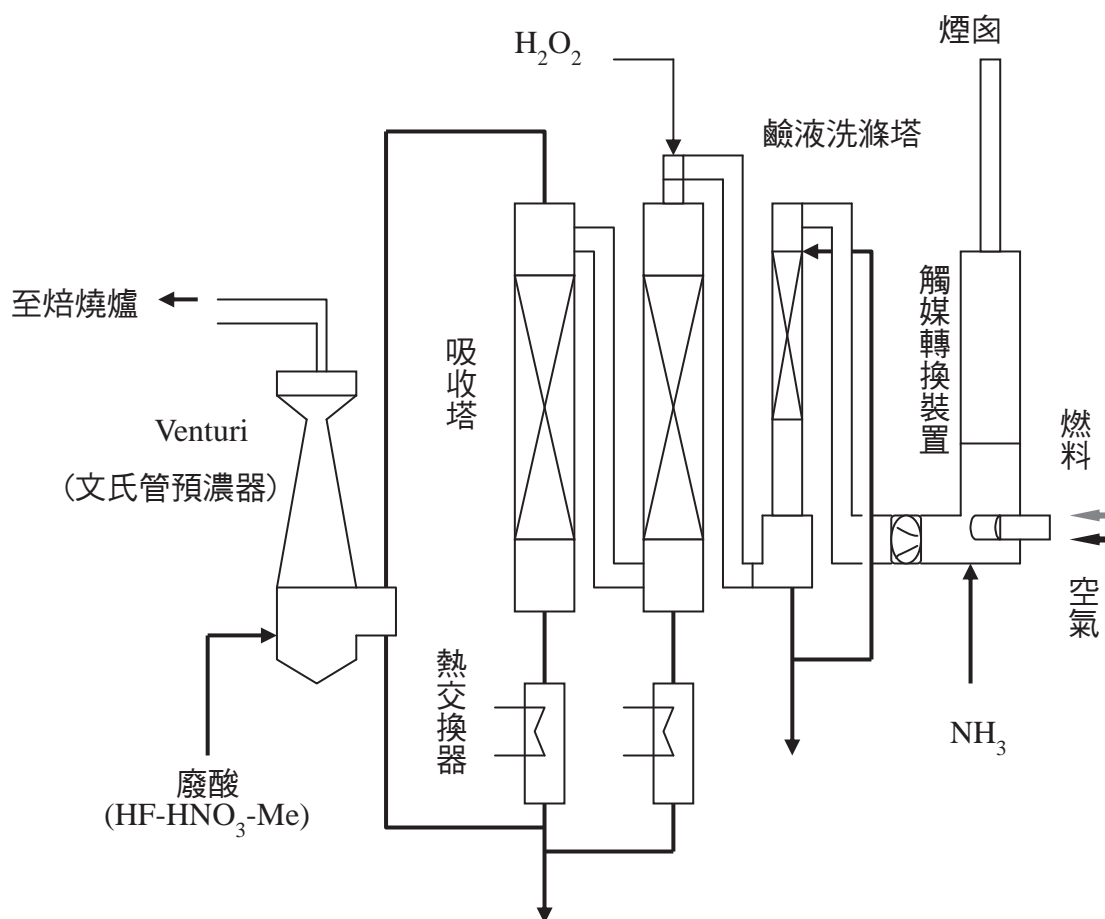 煙囪
H₂O₂
鹼液洗滌塔
至焙燒爐
吸收塔
觸媒轉換裝置
Venturi
(文氏管預濃器)
燃料
空氣
熱交換器
NH₃
廢酸
(HF-HNO₃-Me)